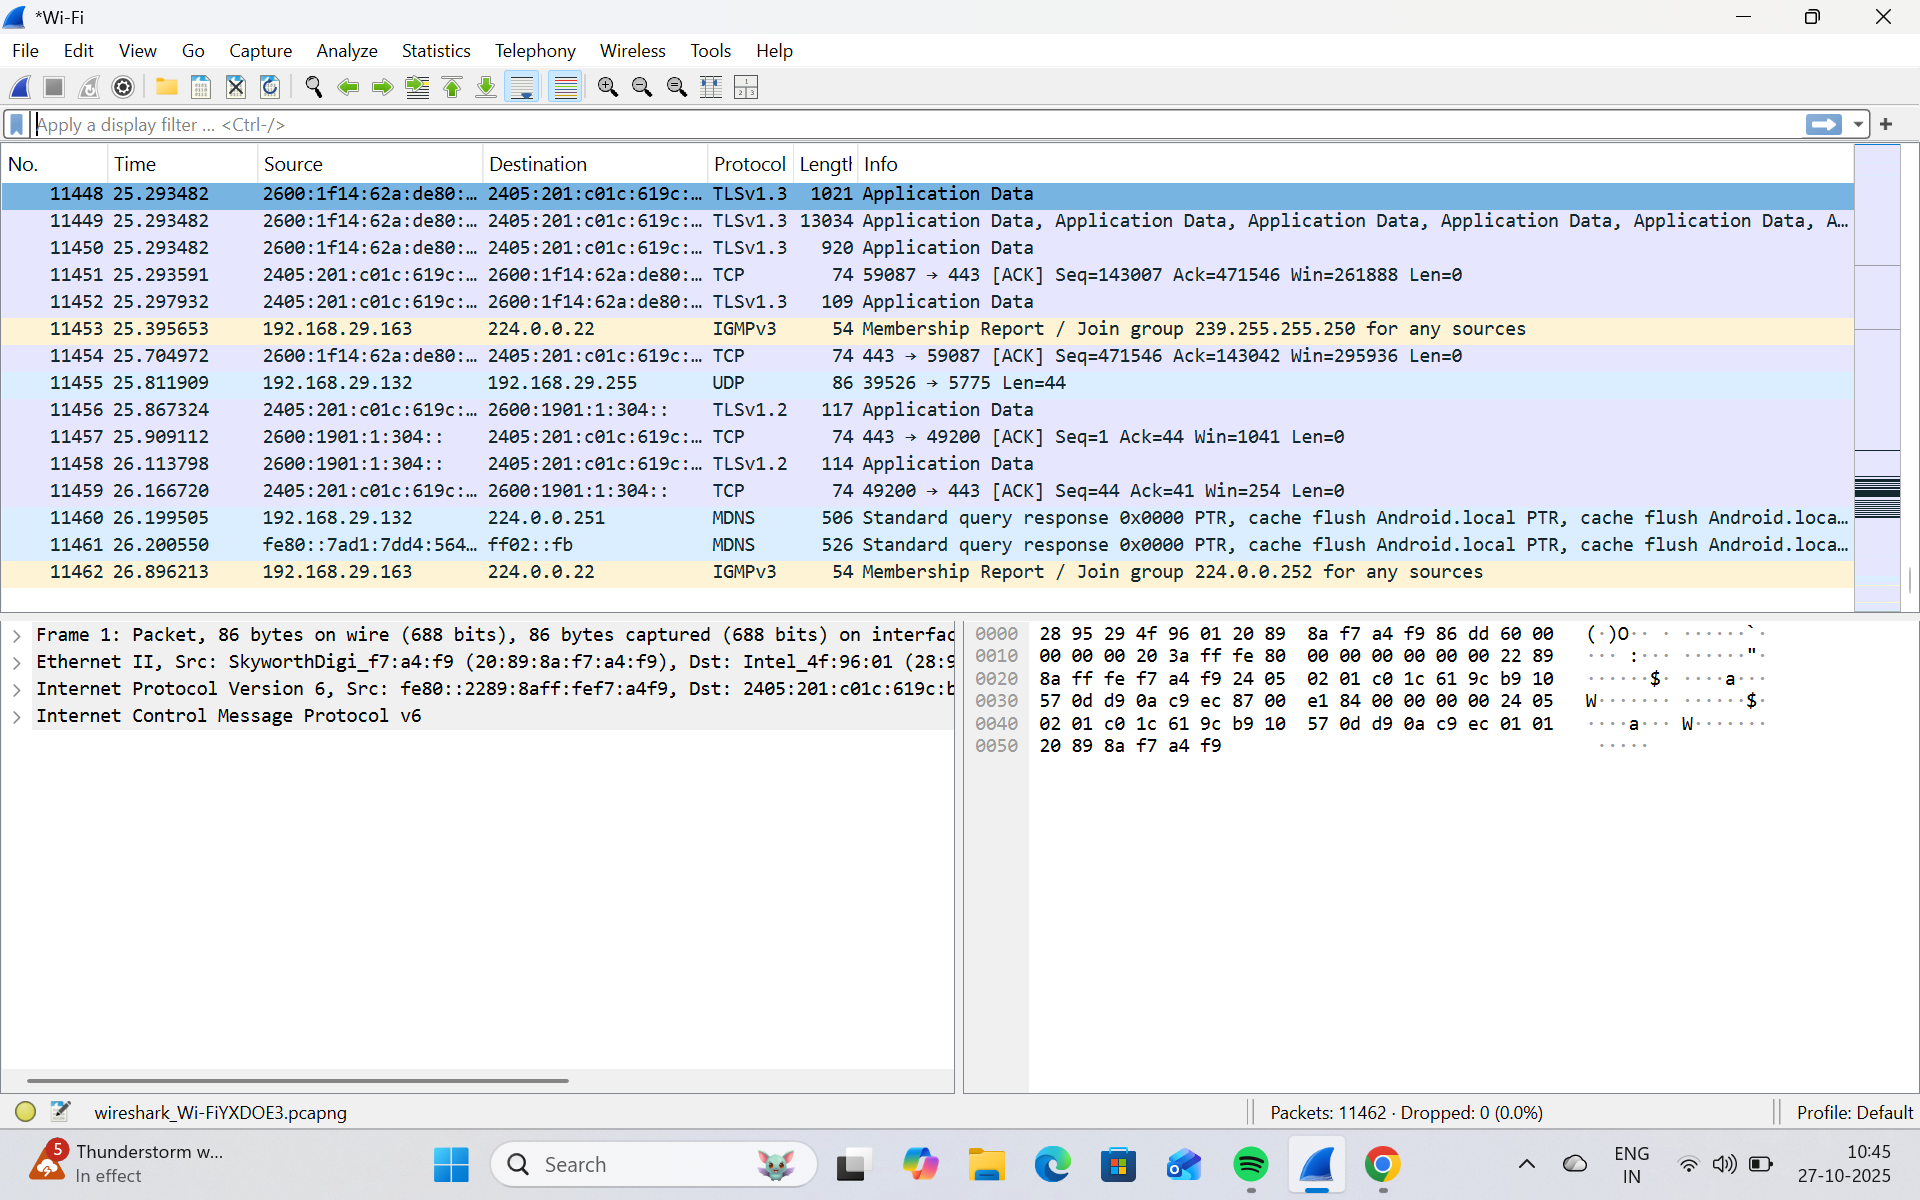 *Wi-Fi
File Edit View Go Capture Analyze Statistics Telephony Wireless Tools Help
Apply a display filter ... <Ctrl-/>
No. Time Source Destination Protocol Length Info
11448 25.293482 2600:1f14:62a:de80:… 2405:201:c01c:619c:… TLSv1.3 1021 Application Data
11449 25.293482 2600:1f14:62a:de80:… 2405:201:c01c:619c:… TLSv1.3 13034 Application Data, Application Data, Application Data, Application Data, Application Data, A…
11450 25.293482 2600:1f14:62a:de80:… 2405:201:c01c:619c:… TLSv1.3 920 Application Data
11451 25.293591 2405:201:c01c:619c:… 2600:1f14:62a:de80:… TCP 74 59087 → 443 [ACK] Seq=143007 Ack=471546 Win=261888 Len=0
11452 25.297932 2405:201:c01c:619c:… 2600:1f14:62a:de80:… TLSv1.3 109 Application Data
11453 25.395653 192.168.29.163 224.0.0.22 IGMPv3 54 Membership Report / Join group 239.255.255.250 for any sources
11454 25.704972 2600:1f14:62a:de80:… 2405:201:c01c:619c:… TCP 74 443 → 59087 [ACK] Seq=471546 Ack=143042 Win=295936 Len=0
11455 25.811909 192.168.29.132 192.168.29.255 UDP 86 39526 → 5775 Len=44
11456 25.867324 2405:201:c01c:619c:… 2600:1901:1:304:: TLSv1.2 117 Application Data
11457 25.909112 2600:1901:1:304:: 2405:201:c01c:619c:… TCP 74 443 → 49200 [ACK] Seq=1 Ack=44 Win=1041 Len=0
11458 26.113798 2600:1901:1:304:: 2405:201:c01c:619c:… TLSv1.2 114 Application Data
11459 26.166720 2405:201:c01c:619c:… 2600:1901:1:304:: TCP 74 49200 → 443 [ACK] Seq=44 Ack=41 Win=254 Len=0
11460 26.199505 192.168.29.132 224.0.0.251 MDNS 506 Standard query response 0x0000 PTR, cache flush Android.local PTR, cache flush Android.loca…
11461 26.200550 fe80::7ad1:7dd4:564… ff02::fb MDNS 526 Standard query response 0x0000 PTR, cache flush Android.local PTR, cache flush Android.loca…
11462 26.896213 192.168.29.163 224.0.0.22 IGMPv3 54 Membership Report / Join group 224.0.0.252 for any sources
Frame 1: Packet, 86 bytes on wire (688 bits), 86 bytes captured (688 bits) on interfac
Ethernet II, Src: SkyworthDigi_f7:a4:f9 (20:89:8a:f7:a4:f9), Dst: Intel_4f:96:01 (28:9
Internet Protocol Version 6, Src: fe80::2289:8aff:fef7:a4f9, Dst: 2405:201:c01c:619c:b
Internet Control Message Protocol v6
0000 28 95 29 4f 96 01 20 89 8a f7 a4 f9 86 dd 60 00 (·)O·· · ······`·
0010 00 00 00 20 3a ff fe 80 00 00 00 00 00 00 22 89 ··· :··· ······"·
0020 8a ff fe f7 a4 f9 24 05 02 01 c0 1c 61 9c b9 10 ······$· ····a···
0030 57 0d d9 0a c9 ec 87 00 e1 84 00 00 00 00 24 05 W······· ······$·
0040 02 01 c0 1c 61 9c b9 10 57 0d d9 0a c9 ec 01 01 ····a··· W·······
0050 20 89 8a f7 a4 f9 ·····
wireshark_Wi-FiYXDOE3.pcapng
Packets: 11462 · Dropped: 0 (0.0%)
Profile: Default
5
Thunderstorm w...
In effect
Search
ENG
IN
10:45
27-10-2025